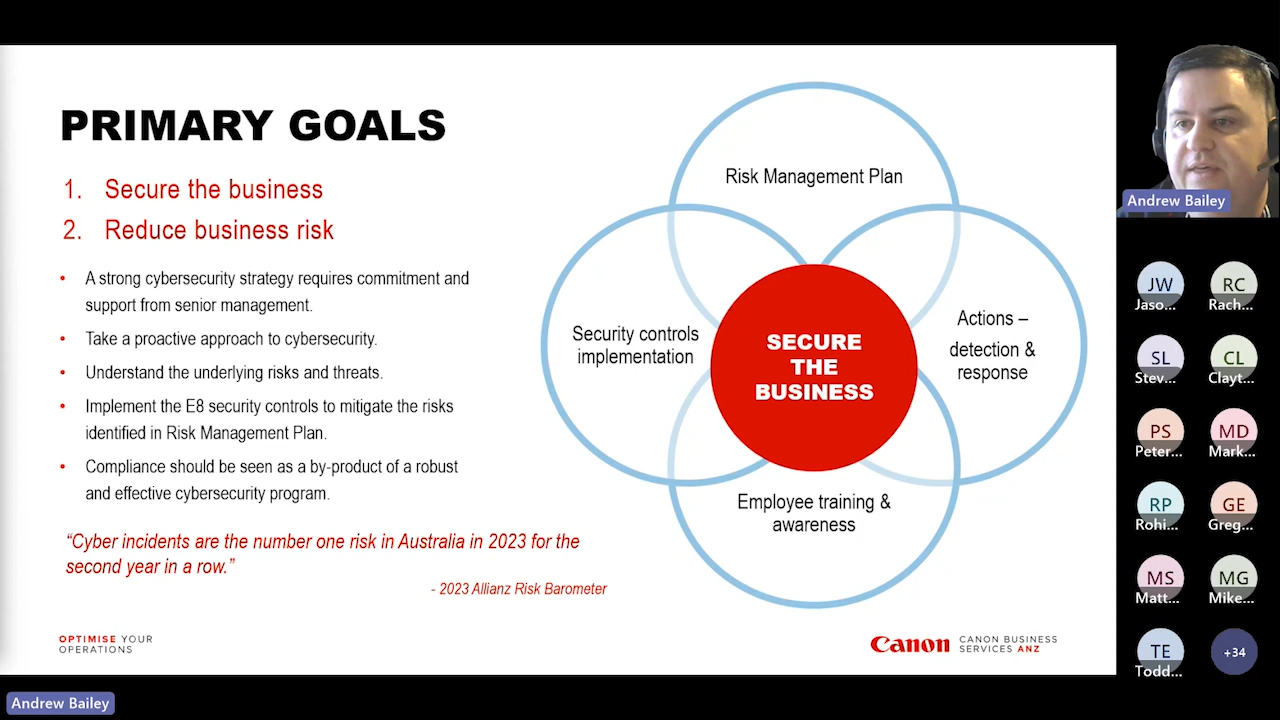 PRIMARY GOALS
1. Secure the business
2. Reduce business risk
• A strong cybersecurity strategy requires commitment and
support from senior management.
• Take a proactive approach to cybersecurity.
• Understand the underlying risks and threats.
• Implement the E8 security controls to mitigate the risks
identified in Risk Management Plan.
• Compliance should be seen as a by-product of a robust
and effective cybersecurity program.
“Cyber incidents are the number one risk in Australia in 2023 for the
second year in a row.”
- 2023 Allianz Risk Barometer
Risk Management Plan
Security controls
implementation
SECURE
THE
BUSINESS
Actions –
detection &
response
Employee training &
awareness
OPTIMISE YOUR
OPERATIONS
Canon
CANON BUSINESS
SERVICES ANZ
Andrew Bailey
JW
Jaso...
RC
Rach...
SL
Stev...
CL
Clayt...
PS
Peter...
MD
Mark...
RP
Rohi...
GE
Greg...
MS
Matt...
MG
Mike...
TE
Todd...
+34
Andrew Bailey